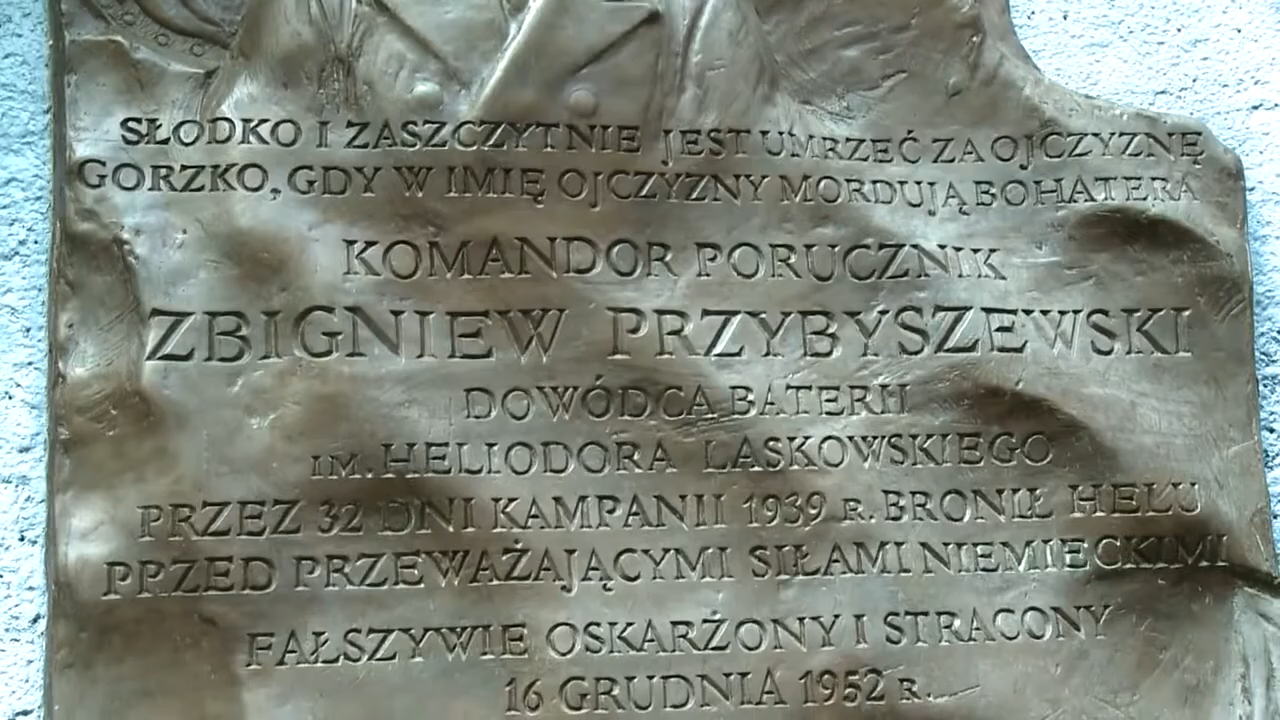 SŁODKO I ZASZCZYTNIE JEST UMRZEĆ ZA OJCZYZNĘ
GORZKO, GDY W IMIĘ OJCZYZNY MORDUJĄ BOHATERA
KOMANDOR PORUCZNIK
ZBIGNIEW PRZYBYSZEWSKI
DOWÓDCA BATERII
IM. HELIODORA LASKOWSKIEGO
PRZEZ 32 DNI KAMPANII 1939 R. BRONIŁ HELU
PRZED PRZEWAŻAJĄCYMI SIŁAMI NIEMIECKIMI
FAŁSZYWIE OSKARŻONY I STRACONY
16 GRUDNIA 1952 R.